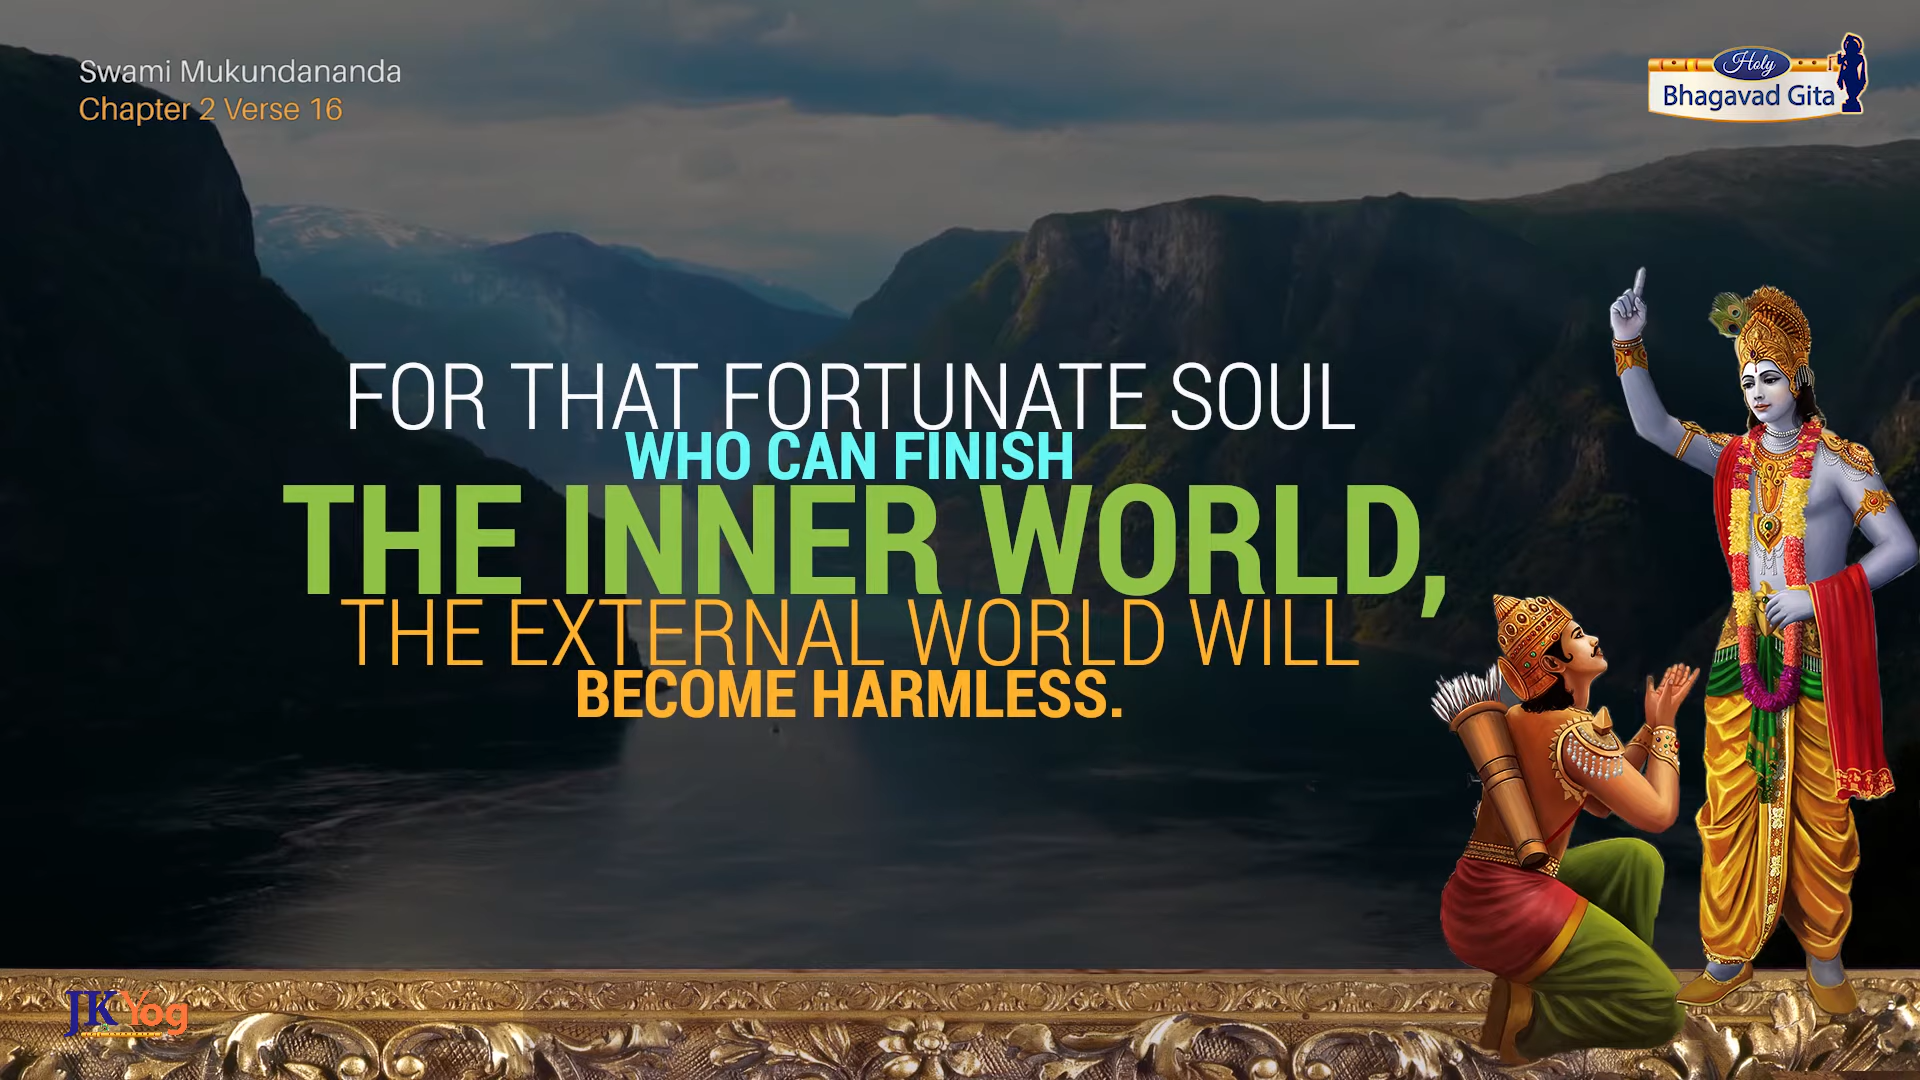 Swami Mukundananda
Chapter 2 Verse 16
Holy
Bhagavad Gita
FOR THAT FORTUNATE SOUL
WHO CAN FINISH
THE INNER WORLD,
THE EXTERNAL WORLD WILL
BECOME HARMLESS.
JKYog